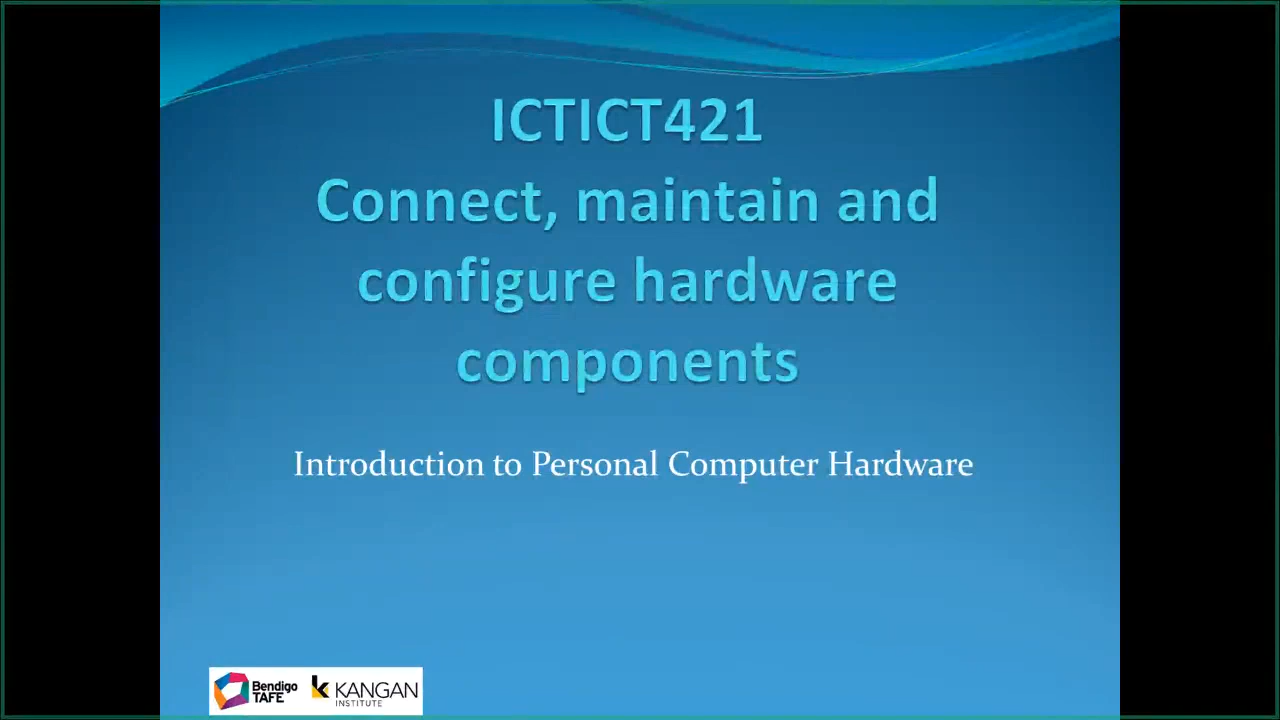 ICTICT421
Connect, maintain and
configure hardware
components
Introduction to Personal Computer Hardware
Bendigo
TAFE
KANGAN
INSTITUTE